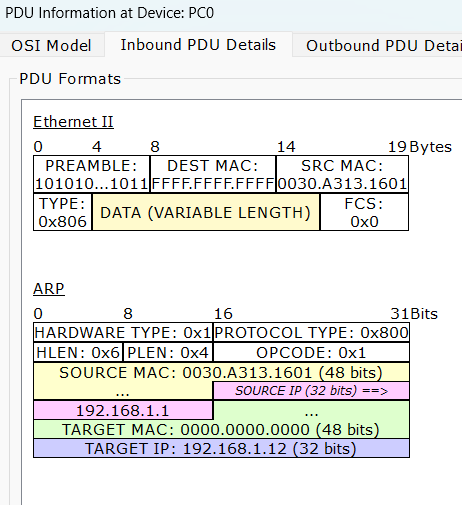 PDU Information at Device: PC0
OSI Model Inbound PDU Details Outbound PDU Detai
PDU Formats
Ethernet II
0 4 8 14 19 Bytes
PREAMBLE: DEST MAC: SRC MAC:
101010...1011 FFFF.FFFF.FFFF 0030.A313.1601
TYPE: DATA (VARIABLE LENGTH) FCS:
0x806 0x0
ARP
0 8 16 31 Bits
HARDWARE TYPE: 0x1 PROTOCOL TYPE: 0x800
HLEN: 0x6 PLEN: 0x4 OPCODE: 0x1
SOURCE MAC: 0030.A313.1601 (48 bits)
... SOURCE IP (32 bits) ==>
192.168.1.1 ...
TARGET MAC: 0000.0000.0000 (48 bits)
TARGET IP: 192.168.1.12 (32 bits)